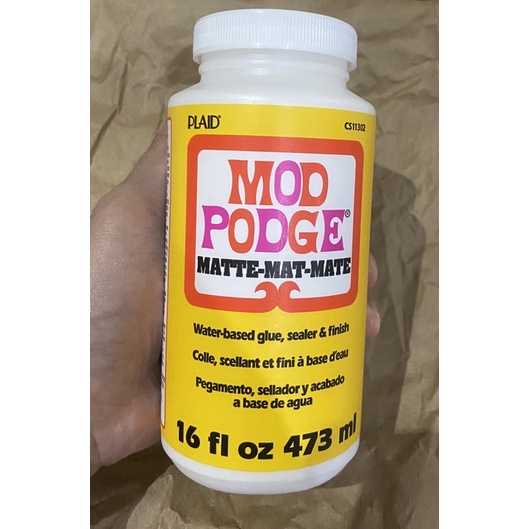 PLAID®
CS11302
MOD
PODGE®
MATTE-MAT-MATE
Water-based glue, sealer & finish
Colle, scellant et fini à base d'eau
Pegamento, sellador y acabado
a base de agua
16 fl oz 473 ml